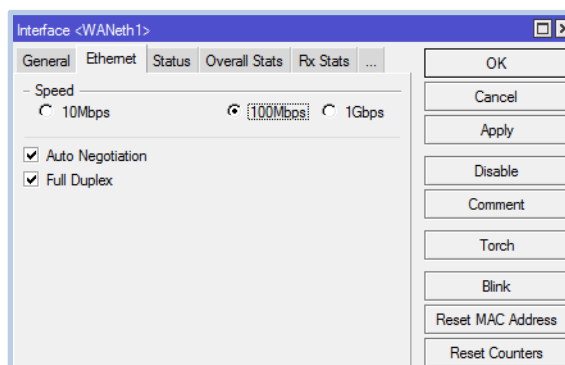 Interface <WANeth1>
General Ethernet Status Overall Stats Rx Stats ...
Speed
10Mbps 100Mbps 1Gbps
Auto Negotiation
Full Duplex
OK
Cancel
Apply
Disable
Comment
Torch
Blink
Reset MAC Address
Reset Counters